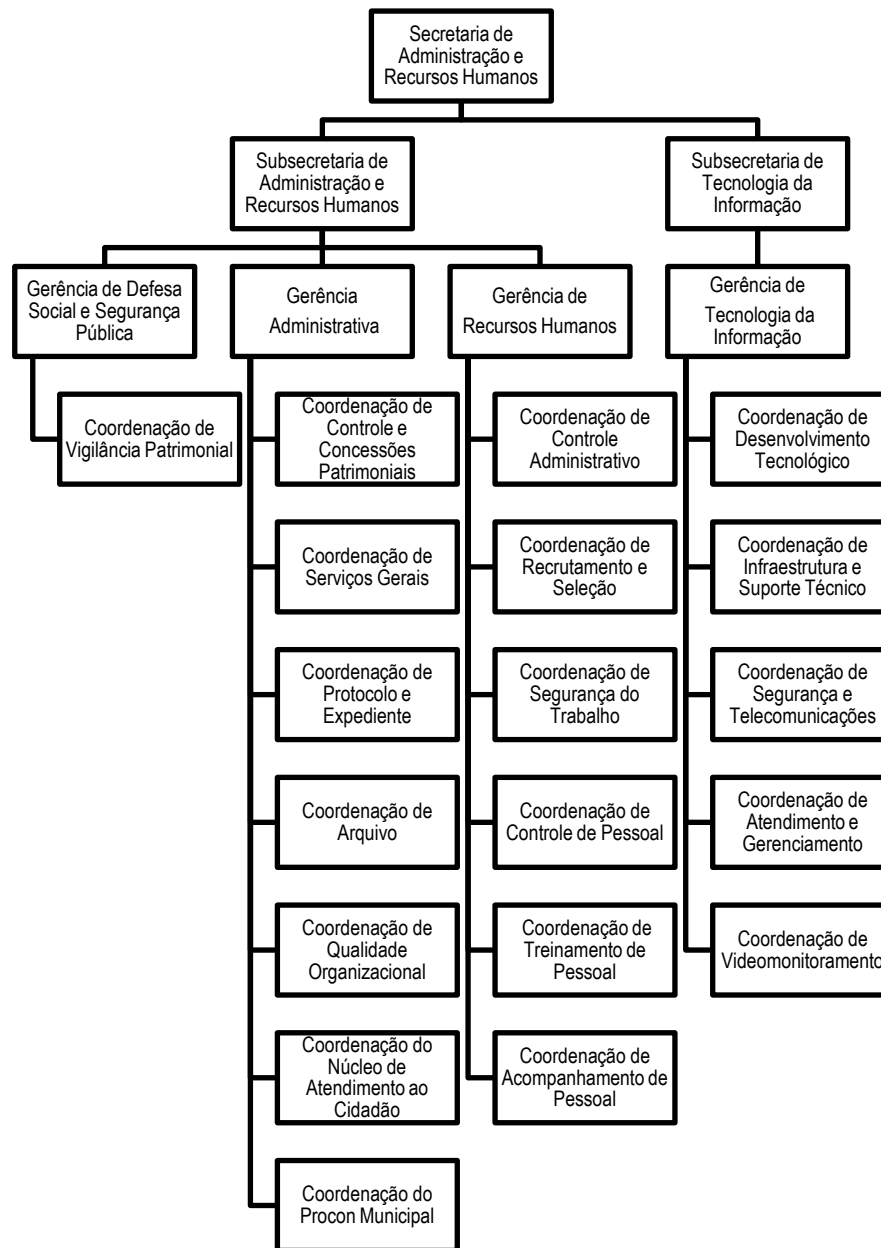 Secretaria de
Administração e
Recursos Humanos
Subsecretaria de
Administração e
Recursos Humanos
Subsecretaria de
Tecnologia da
Informação
Gerência de Defesa
Social e Segurança
Pública
Gerência
Administrativa
Gerência de
Recursos Humanos
Gerência de
Tecnologia da
Informação
Coordenação de
Vigilância Patrimonial
Coordenação de
Controle e
Concessões
Patrimoniais
Coordenação de
Controle
Administrativo
Coordenação de
Desenvolvimento
Tecnológico
Coordenação de
Serviços Gerais
Coordenação de
Recrutamento e
Seleção
Coordenação de
Infraestrutura e
Suporte Técnico
Coordenação de
Protocolo e
Expediente
Coordenação de
Segurança do
Trabalho
Coordenação de
Segurança e
Telecomunicações
Coordenação de
Arquivo
Coordenação de
Controle de Pessoal
Coordenação de
Atendimento e
Gerenciamento
Coordenação de
Qualidade
Organizacional
Coordenação de
Treinamento de
Pessoal
Coordenação de
Videomonitoramento
Coordenação do
Núcleo de
Atendimento ao
Cidadão
Coordenação de
Acompanhamento de
Pessoal
Coordenação do
Procon Municipal